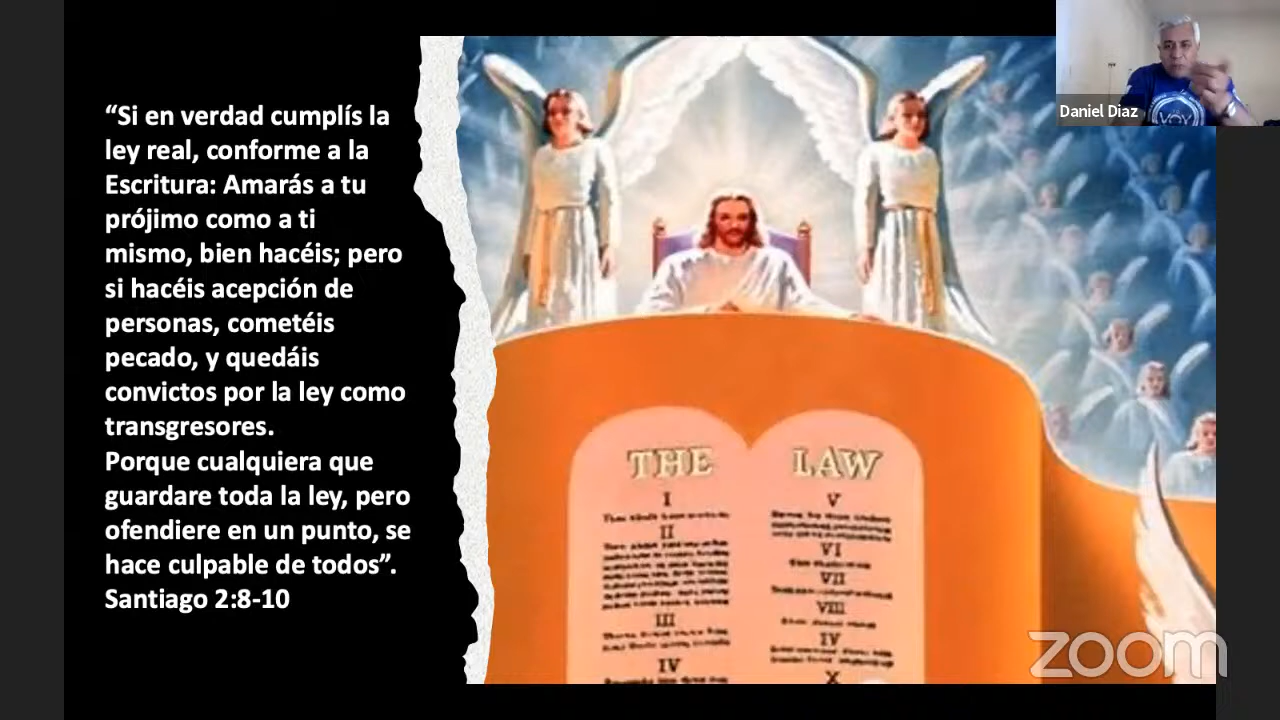 “Si en verdad cumplís la
ley real, conforme a la
Escritura: Amarás a tu
prójimo como a ti
mismo, bien hacéis; pero
si hacéis acepción de
personas, cometéis
pecado, y quedáis
convictos por la ley como
transgresores.
Porque cualquiera que
guardare toda la ley, pero
ofendiere en un punto, se
hace culpable de todos”.
Santiago 2:8-10
THE LAW
I
II
III
IV
V
VI
VII
VIII
IV
X
Daniel Diaz
VOY
zoom